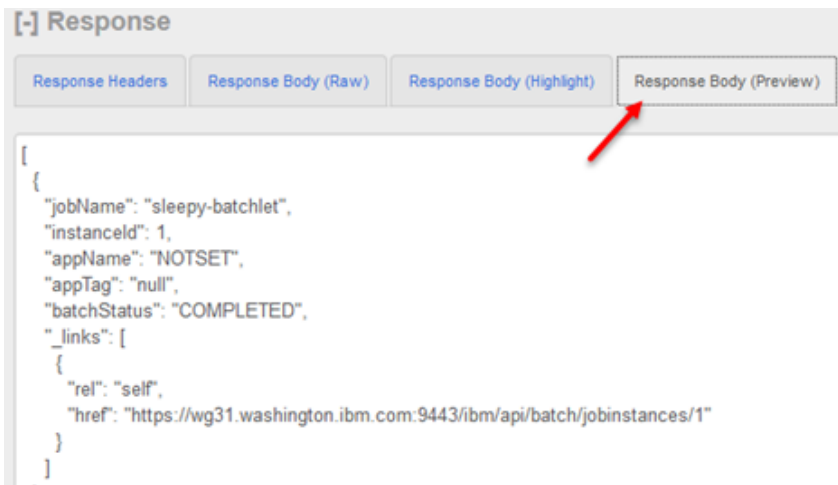 [-] Response
Response Headers Response Body (Raw) Response Body (Highlight) Response Body (Preview)
[
{
"jobName": "sleepy-batchlet",
"instanceId": 1,
"appName": "NOTSET",
"appTag": "null",
"batchStatus": "COMPLETED",
"_links": [
{
"rel": "self",
"href": "https://wg31.washington.ibm.com:9443/ibm/api/batch/jobinstances/1"
}
]